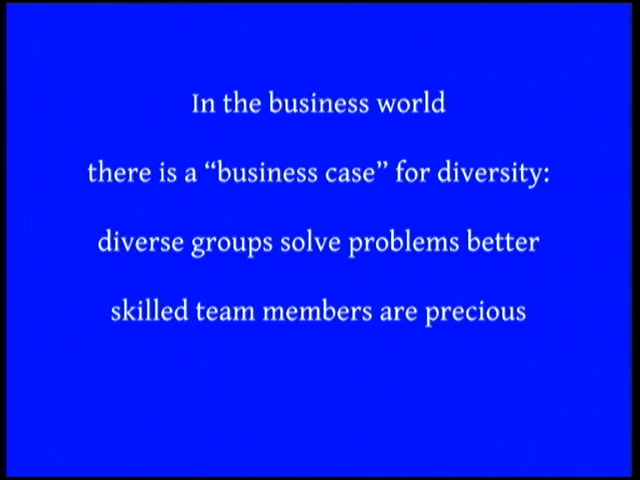 In the business world
there is a “business case” for diversity:
diverse groups solve problems better
skilled team members are precious